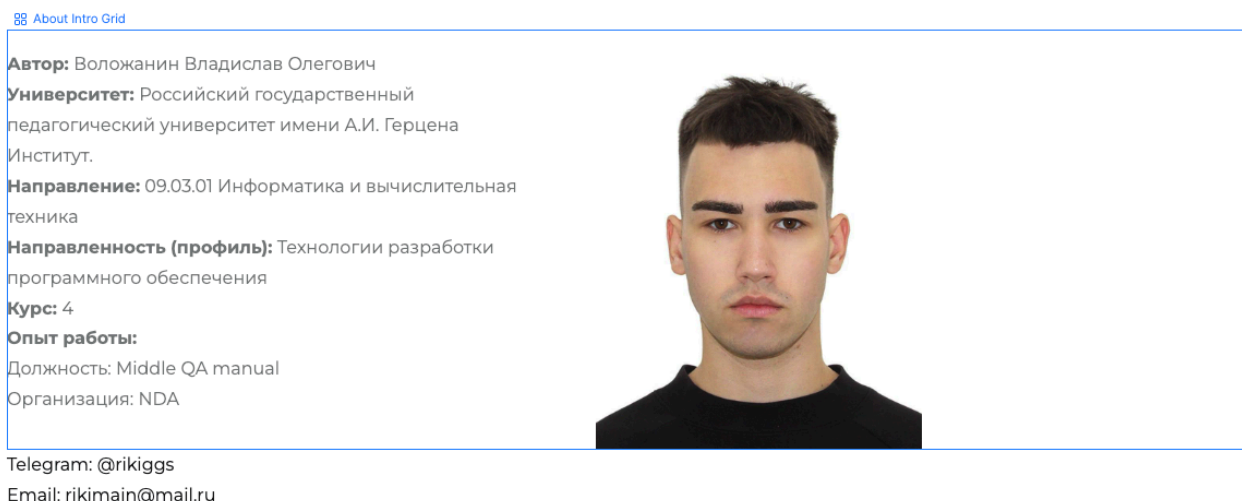 About Intro Grid
Автор: Воложанин Владислав Олегович
Университет: Российский государственный
педагогический университет имени А.И. Герцена
Институт.
Направление: 09.03.01 Информатика и вычислительная
техника
Направленность (профиль): Технологии разработки
программного обеспечения
Курс: 4
Опыт работы:
Должность: Middle QA manual
Организация: NDA
Telegram: @rikiggs
Email: rikimain@mail.ru